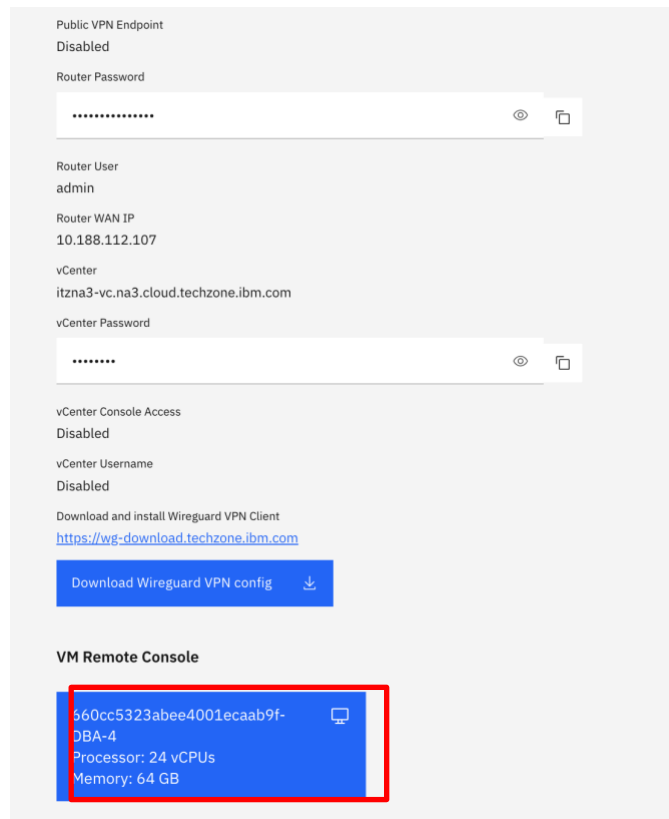 Public VPN Endpoint
Disabled
Router Password
•••••••••••••••
Router User
admin
Router WAN IP
10.188.112.107
vCenter
itzna3-vc.na3.cloud.techzone.ibm.com
vCenter Password
••••••••
vCenter Console Access
Disabled
vCenter Username
Disabled
Download and install Wireguard VPN Client
https://wg-download.techzone.ibm.com
Download Wireguard VPN config
VM Remote Console
660cc5323abee4001ecaab9f-
DBA-4
Processor: 24 vCPUs
Memory: 64 GB